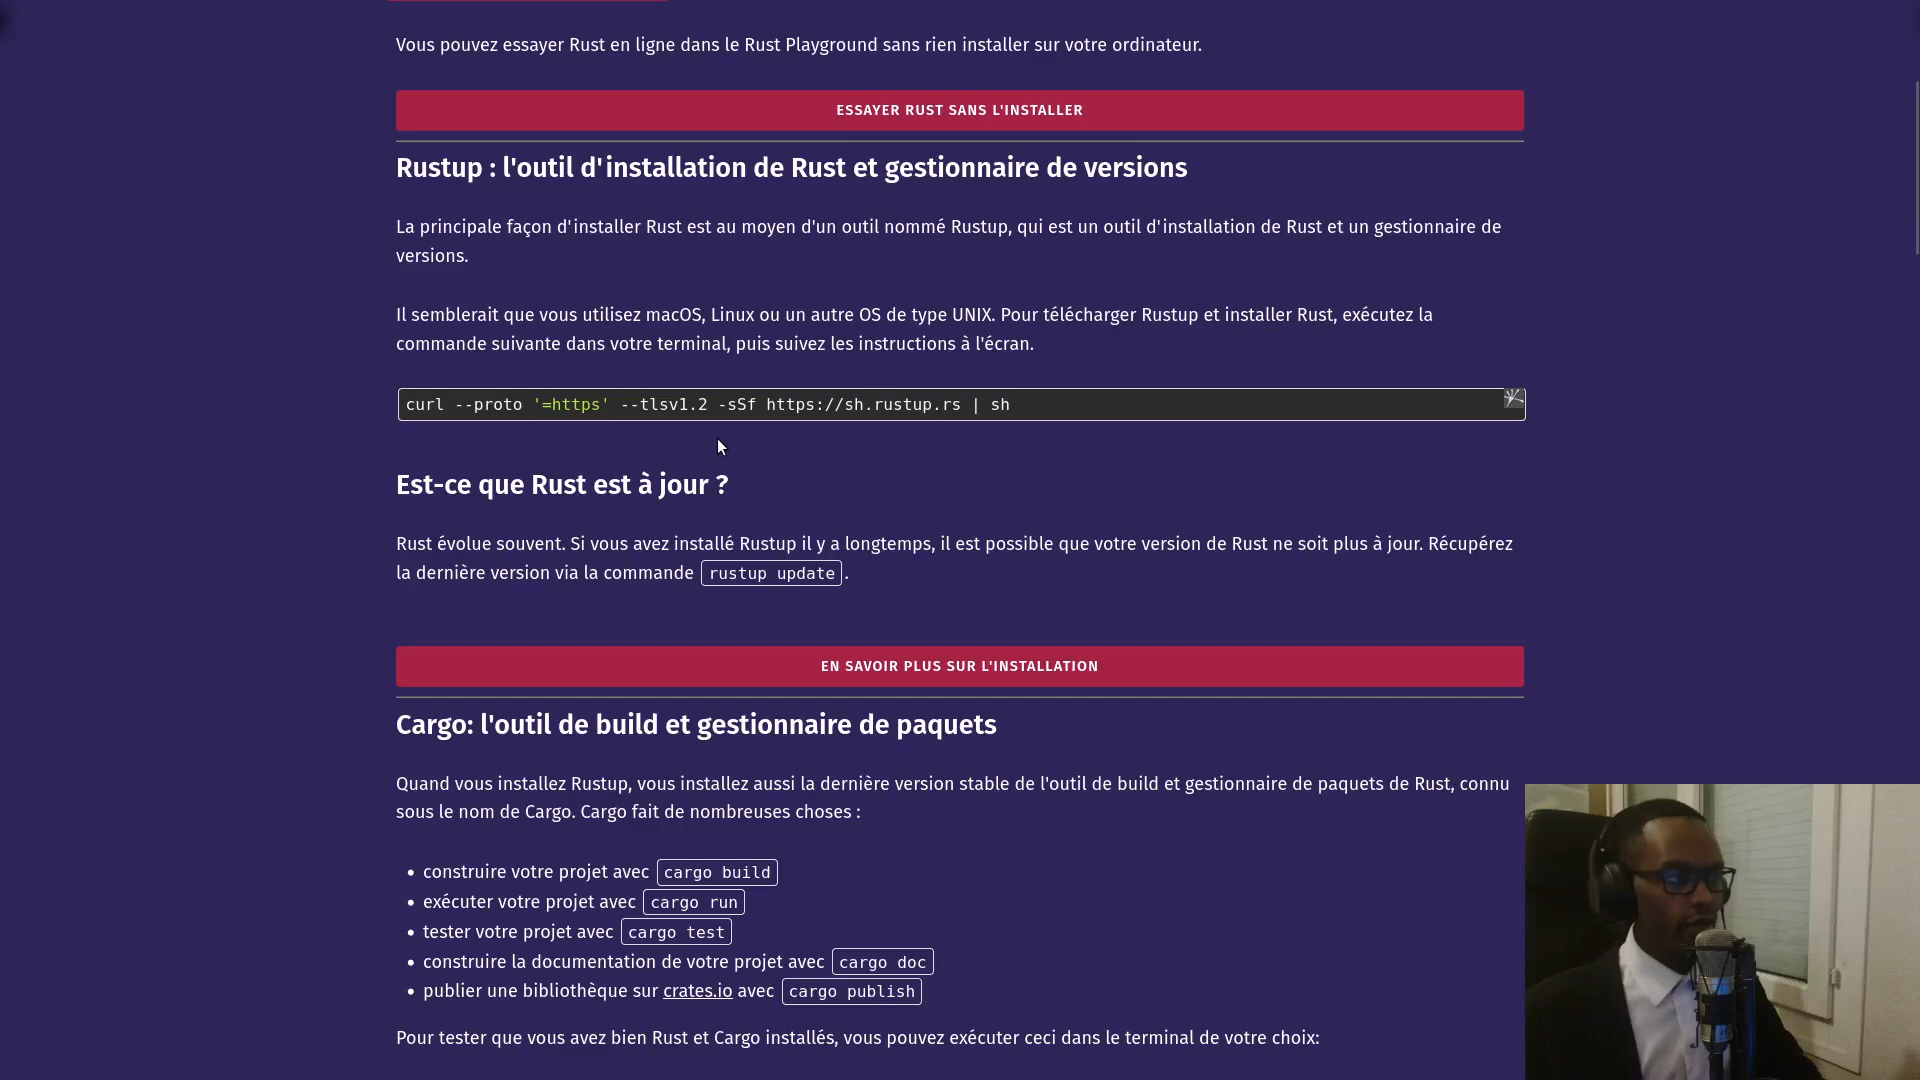 Vous pouvez essayer Rust en ligne dans le Rust Playground sans rien installer sur votre ordinateur.
ESSAYER RUST SANS L'INSTALLER
Rustup : l'outil d'installation de Rust et gestionnaire de versions
La principale façon d'installer Rust est au moyen d'un outil nommé Rustup, qui est un outil d'installation de Rust et un gestionnaire de
versions.
Il semblerait que vous utilisez macOS, Linux ou un autre OS de type UNIX. Pour télécharger Rustup et installer Rust, exécutez la
commande suivante dans votre terminal, puis suivez les instructions à l'écran.
curl --proto '=https' --tlsv1.2 -sSf https://sh.rustup.rs | sh
Est-ce que Rust est à jour ?
Rust évolue souvent. Si vous avez installé Rustup il y a longtemps, il est possible que votre version de Rust ne soit plus à jour. Récupérez
la dernière version via la commande rustup update.
EN SAVOIR PLUS SUR L'INSTALLATION
Cargo: l'outil de build et gestionnaire de paquets
Quand vous installez Rustup, vous installez aussi la dernière version stable de l'outil de build et gestionnaire de paquets de Rust, connu
sous le nom de Cargo. Cargo fait de nombreuses choses :
• construire votre projet avec cargo build
• exécuter votre projet avec cargo run
• tester votre projet avec cargo test
• construire la documentation de votre projet avec cargo doc
• publier une bibliothèque sur crates.io avec cargo publish
Pour tester que vous avez bien Rust et Cargo installés, vous pouvez exécuter ceci dans le terminal de votre choix: